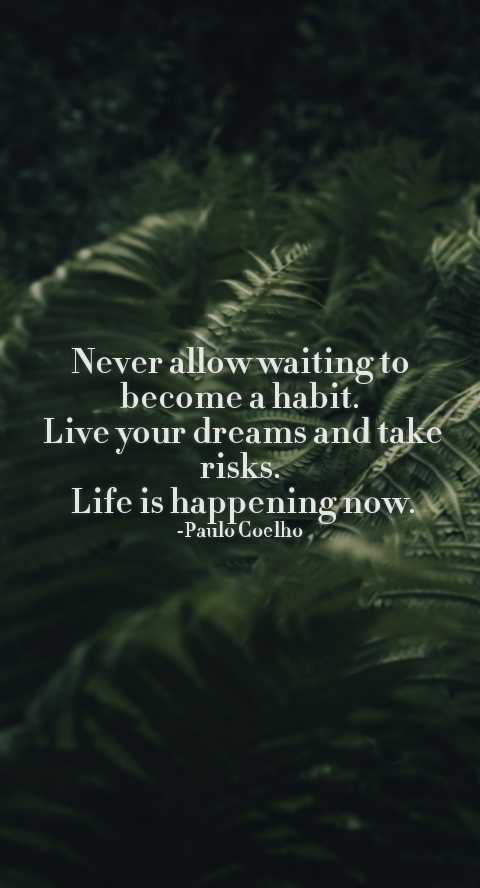 Never allow waiting to
become a habit.
Live your dreams and take
risks.
Life is happening now.
-Paulo Coelho